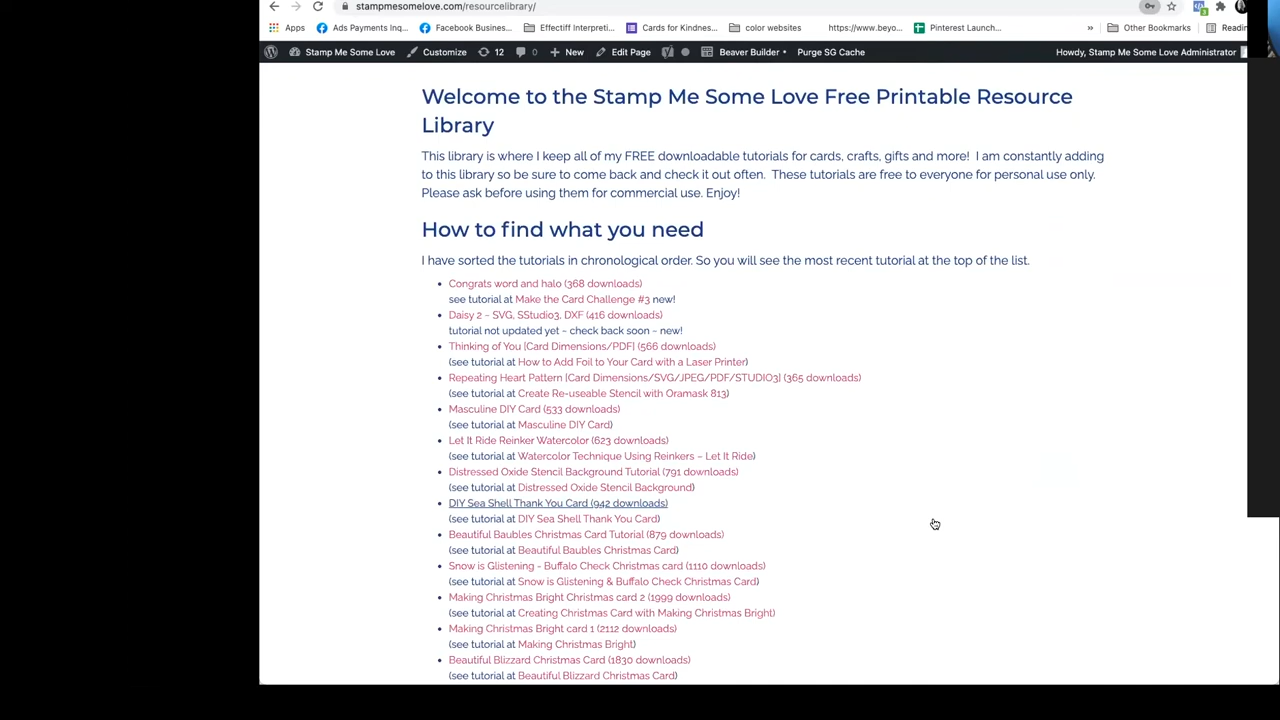 stampmesomelove.com/resourcelibrary/
Apps Ads Payments Inq... Facebook Business... Effectiff Interpreti... Cards for Kindnes... color websites https://www.beyo... Pinterest Launch... » Other Bookmarks
Stamp Me Some Love Customize 12 0 New Edit Page Beaver Builder Purge SG Cache Howdy, Stamp Me Some Love Administrator
Welcome to the Stamp Me Some Love Free Printable Resource
Library
This library is where I keep all of my FREE downloadable tutorials for cards, crafts, gifts and more! I am constantly adding
to this library so be sure to come back and check it out often. These tutorials are free to everyone for personal use only.
Please ask before using them for commercial use. Enjoy!
How to find what you need
I have sorted the tutorials in chronological order. So you will see the most recent tutorial at the top of the list.
Congrats word and halo (368 downloads)
see tutorial at Make the Card Challenge #3 new!
Daisy 2 – SVG, SStudio3, DXF (416 downloads)
tutorial not updated yet – check back soon – new!
Thinking of You [Card Dimensions/PDF] (566 downloads)
(see tutorial at How to Add Foil to Your Card with a Laser Printer)
Repeating Heart Pattern [Card Dimensions/SVG/JPEG/PDF/STUDIO3] (365 downloads)
(see tutorial at Create Re-useable Stencil with Oramask 813)
Masculine DIY Card (533 downloads)
(see tutorial at Masculine DIY Card)
Let It Ride Reinker Watercolor (623 downloads)
(see tutorial at Watercolor Technique Using Reinkers – Let It Ride)
Distressed Oxide Stencil Background Tutorial (791 downloads)
(see tutorial at Distressed Oxide Stencil Background)
DIY Sea Shell Thank You Card (942 downloads)
(see tutorial at DIY Sea Shell Thank You Card)
Beautiful Baubles Christmas Card Tutorial (879 downloads)
(see tutorial at Beautiful Baubles Christmas Card)
Snow is Glistening - Buffalo Check Christmas card (1110 downloads)
(see tutorial at Snow is Glistening & Buffalo Check Christmas Card)
Making Christmas Bright Christmas card 2 (1999 downloads)
(see tutorial at Creating Christmas Card with Making Christmas Bright)
Making Christmas Bright card 1 (2112 downloads)
(see tutorial at Making Christmas Bright)
Beautiful Blizzard Christmas Card (1830 downloads)
(see tutorial at Beautiful Blizzard Christmas Card)